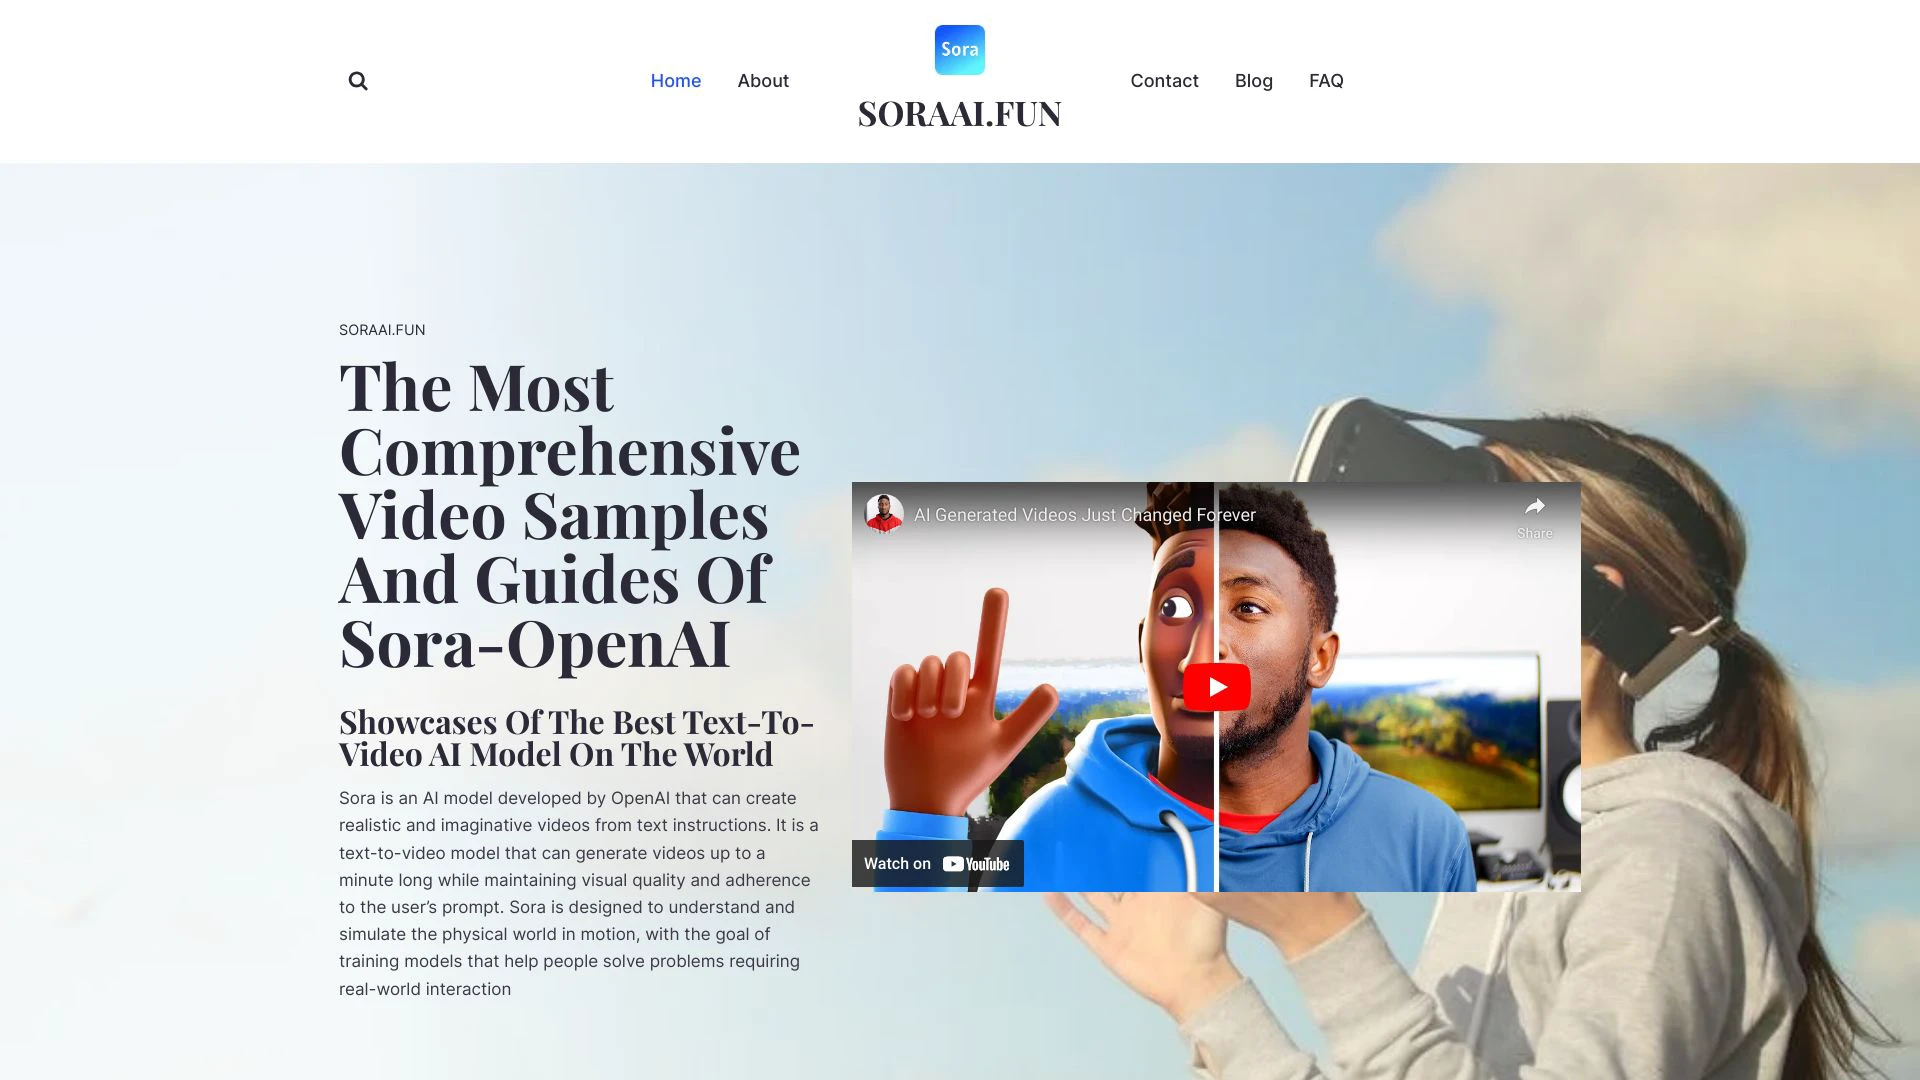 Sora
Home
About
SORAAI.FUN
Contact
Blog
FAQ
SORAAI.FUN
The Most
Comprehensive
Video Samples
And Guides Of
Sora-OpenAI
Showcases Of The Best Text-To-
Video AI Model On The World
Sora is an AI model developed by OpenAI that can create
realistic and imaginative videos from text instructions. It is a
text-to-video model that can generate videos up to a
minute long while maintaining visual quality and adherence
to the user’s prompt. Sora is designed to understand and
simulate the physical world in motion, with the goal of
training models that help people solve problems requiring
real-world interaction
AI Generated Videos Just Changed Forever
Share
Watch on YouTube